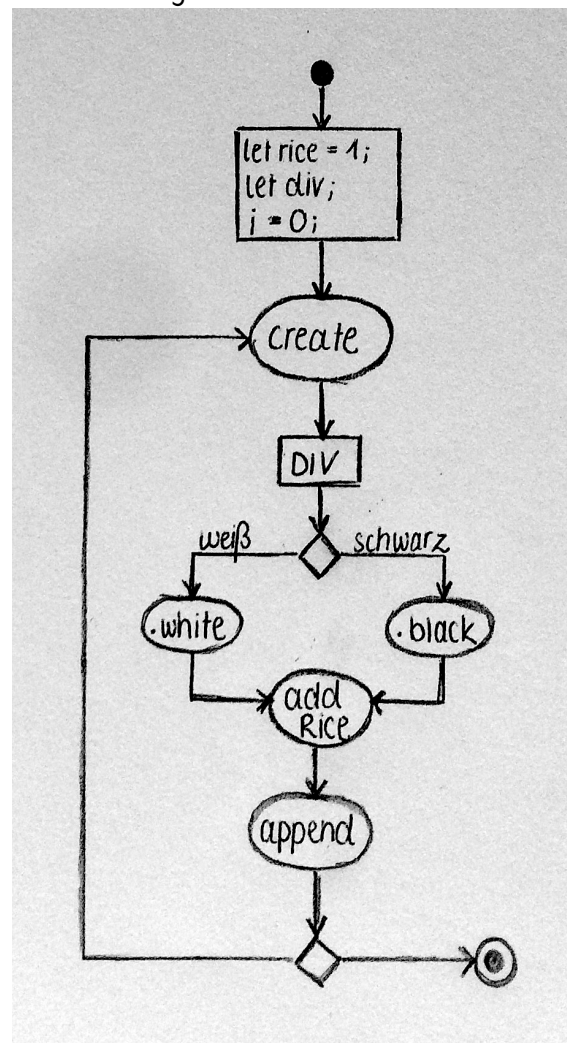 let rice = 1;
let div;
i = 0;
create
DIV
weiß
schwarz
.white
.black
add
Rice
append